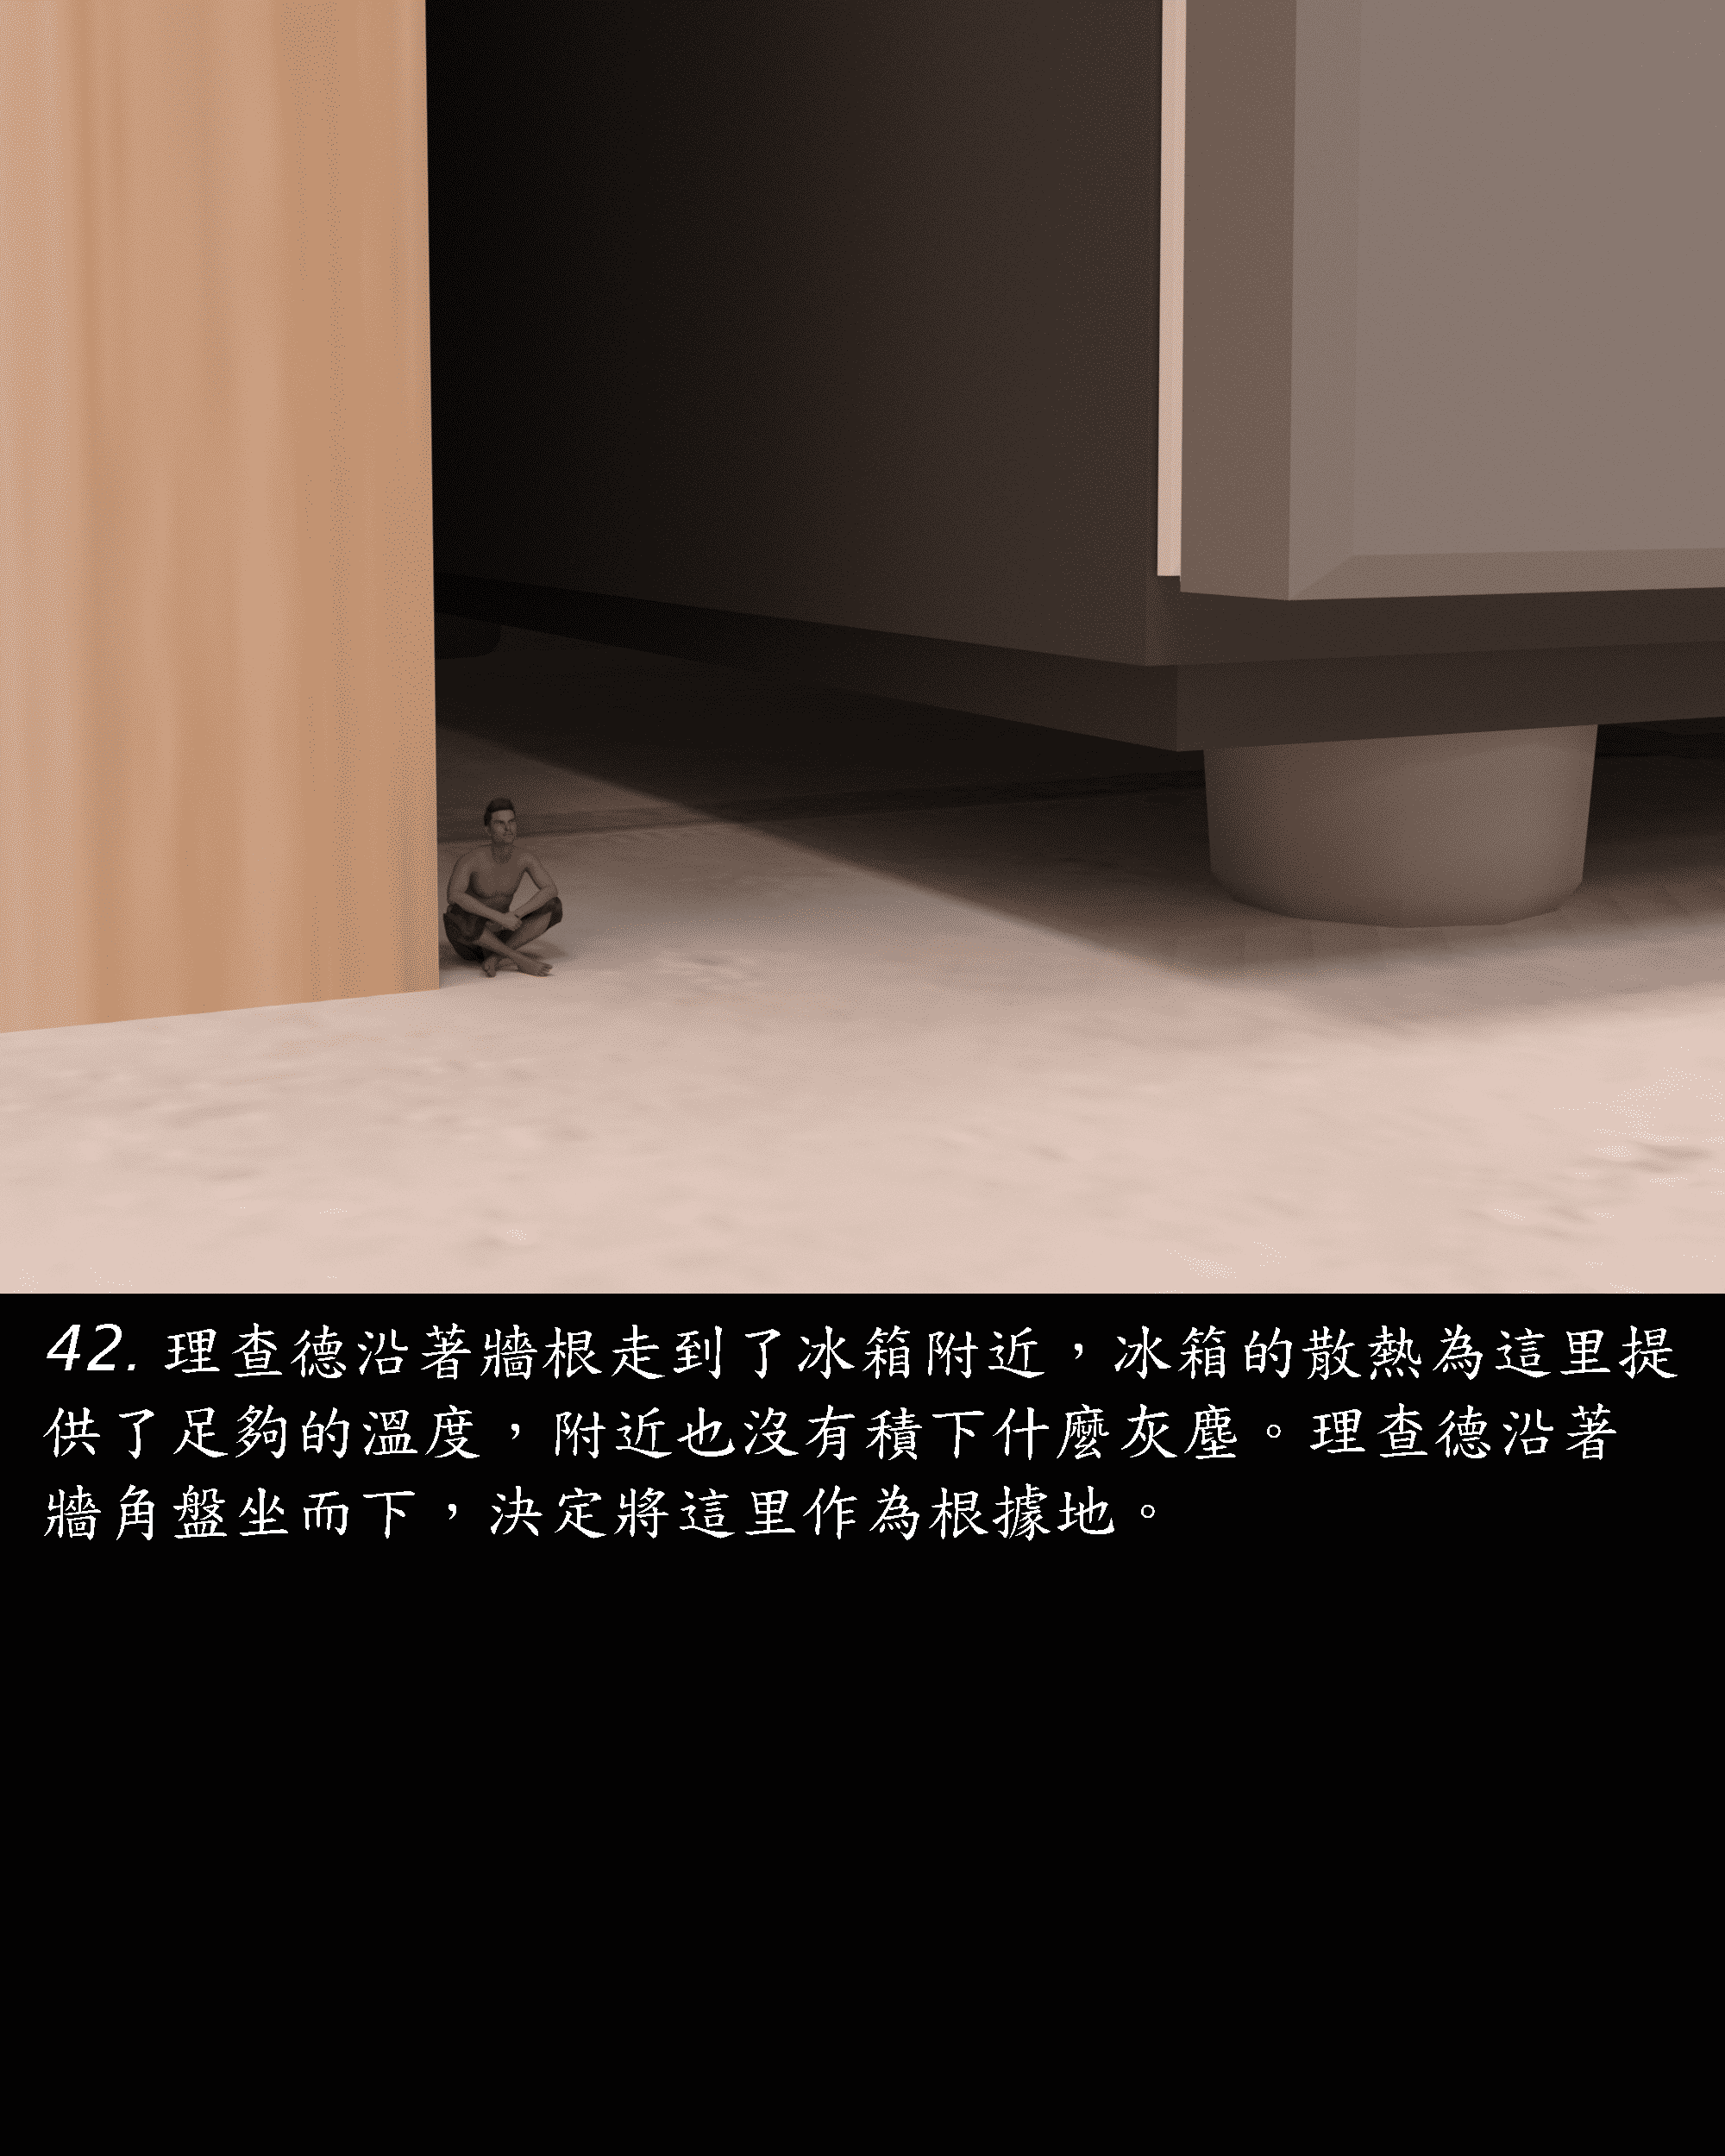 42. 理查德沿著牆根走到了冰箱附近，冰箱的散熱為這里提
供了足夠的溫度，附近也沒有積下什麼灰塵。理查德沿著
牆角盤坐而下，決定將這里作為根據地。